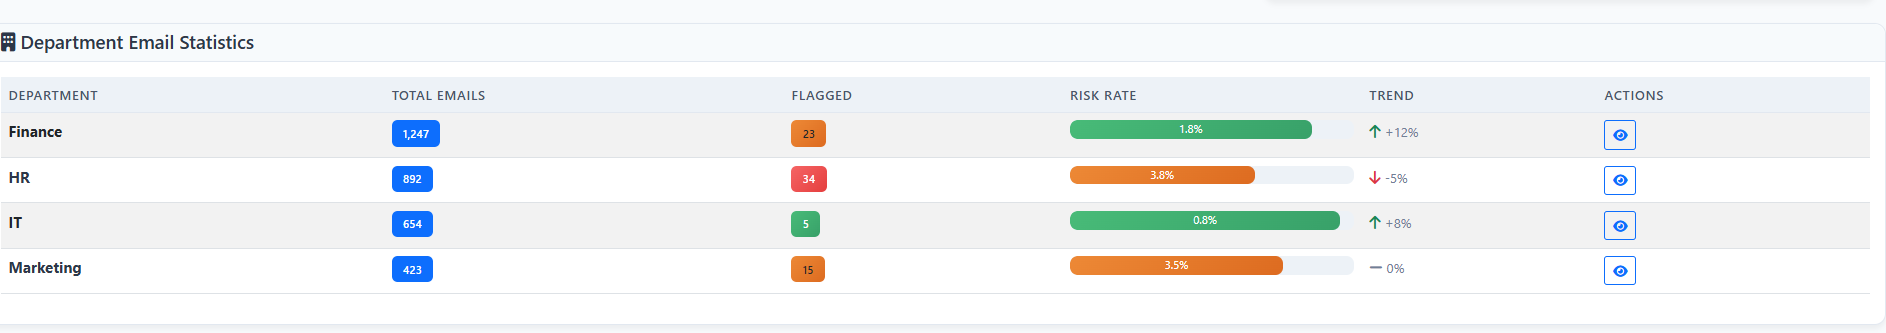 Department Email Statistics
DEPARTMENT TOTAL EMAILS FLAGGED RISK RATE TREND ACTIONS
Finance 1,247 23 1.8% +12%
HR 892 34 3.8% -5%
IT 654 5 0.8% +8%
Marketing 423 15 3.5% 0%